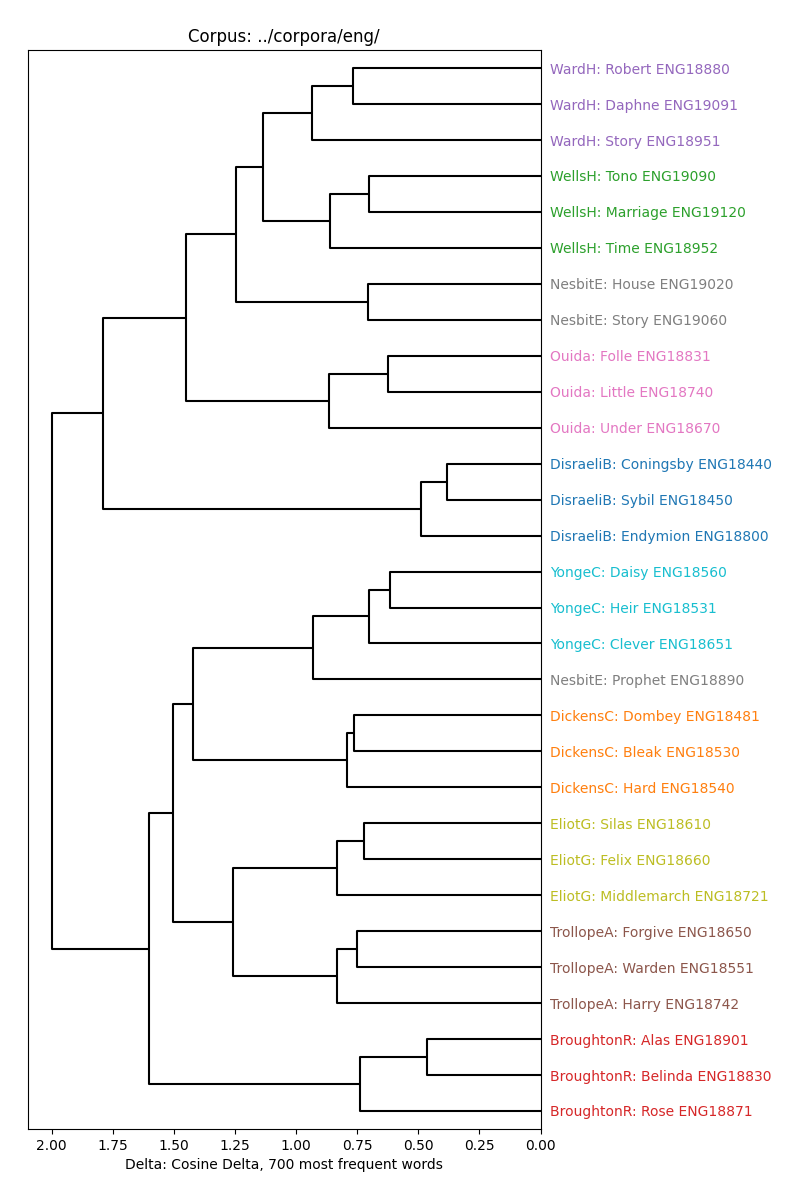 Corpus: ../corpora/eng/
WardH: Robert ENG18880
WardH: Daphne ENG19091
WardH: Story ENG18951
WellsH: Tono ENG19090
WellsH: Marriage ENG19120
WellsH: Time ENG18952
NesbitE: House ENG19020
NesbitE: Story ENG19060
Ouida: Folle ENG18831
Ouida: Little ENG18740
Ouida: Under ENG18670
DisraeliB: Coningsby ENG18440
DisraeliB: Sybil ENG18450
DisraeliB: Endymion ENG18800
YongeC: Daisy ENG18560
YongeC: Heir ENG18531
YongeC: Clever ENG18651
NesbitE: Prophet ENG18890
DickensC: Dombey ENG18481
DickensC: Bleak ENG18530
DickensC: Hard ENG18540
EliotG: Silas ENG18610
EliotG: Felix ENG18660
EliotG: Middlemarch ENG18721
TrollopeA: Forgive ENG18650
TrollopeA: Warden ENG18551
TrollopeA: Harry ENG18742
BroughtonR: Alas ENG18901
BroughtonR: Belinda ENG18830
BroughtonR: Rose ENG18871
2.00 1.75 1.50 1.25 1.00 0.75 0.50 0.25 0.00
Delta: Cosine Delta, 700 most frequent words